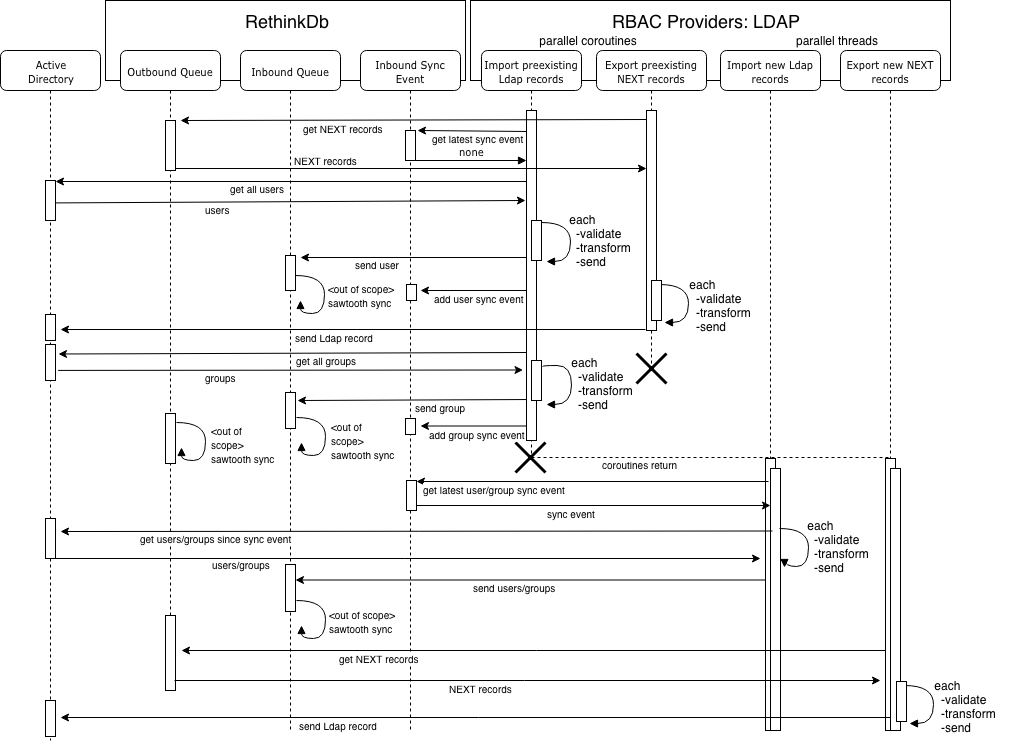 RethinkDb
RBAC Providers: LDAP
parallel coroutines
parallel threads
Active
Directory
Outbound Queue
Inbound Queue
Inbound Sync
Event
Import preexisting
Ldap records
Export preexisting
NEXT records
Import new Ldap
records
Export new NEXT
records
get NEXT records
get latest sync event
none
NEXT records
get all users
users
each
-validate
-transform
-send
send user
<out of scope>
sawtooth sync
add user sync event
each
-validate
-transform
-send
send Ldap record
get all groups
groups
each
-validate
-transform
-send
send group
<out of
scope>
sawtooth sync
<out of
scope>
sawtooth sync
add group sync event
coroutines return
get latest user/group sync event
sync event
get users/groups since sync event
each
-validate
-transform
-send
users/groups
send users/groups
<out of scope>
sawtooth sync
get NEXT records
NEXT records
each
-validate
-transform
-send
send Ldap record